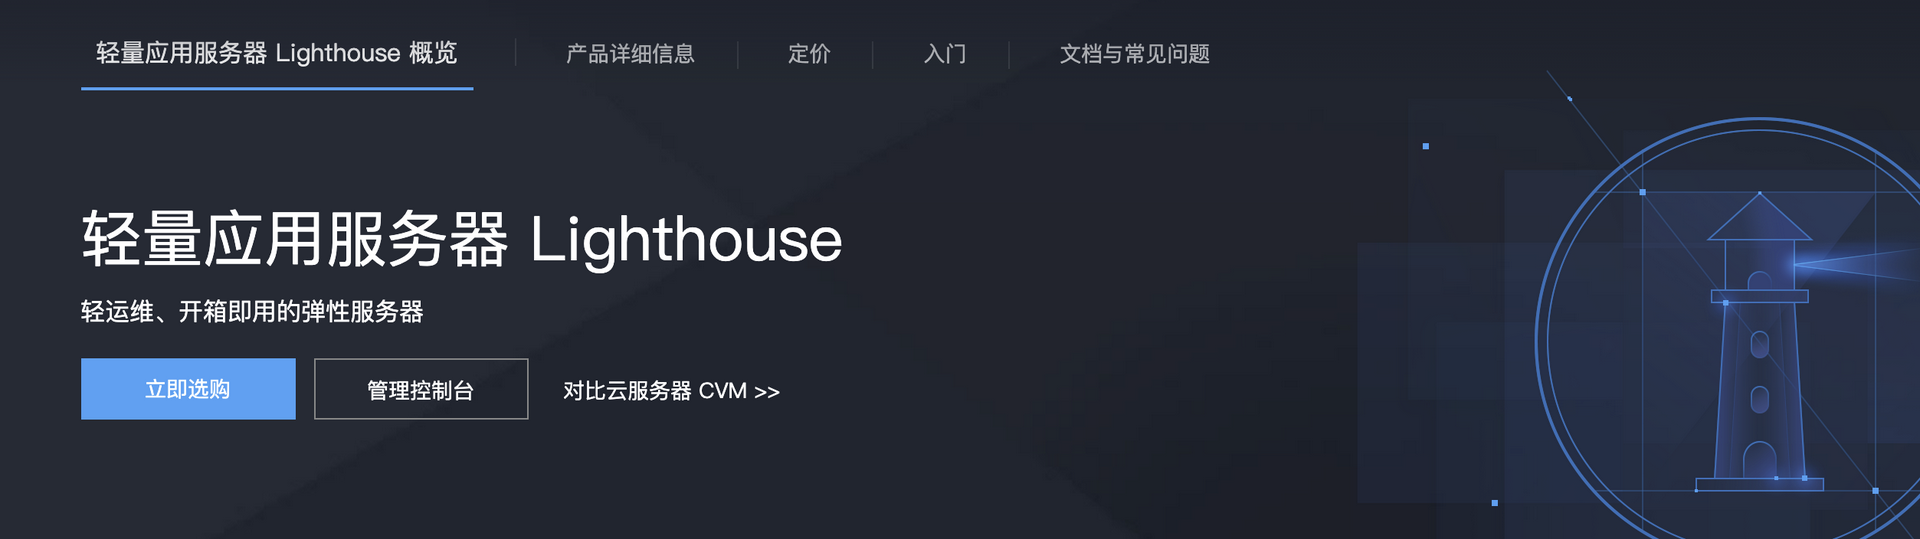 轻量应用服务器 Lighthouse 概览 产品详细信息 定价 入门 文档与常见问题
轻量应用服务器 Lighthouse
轻运维、开箱即用的弹性服务器
立即选购 管理控制台 对比云服务器 CVM >>